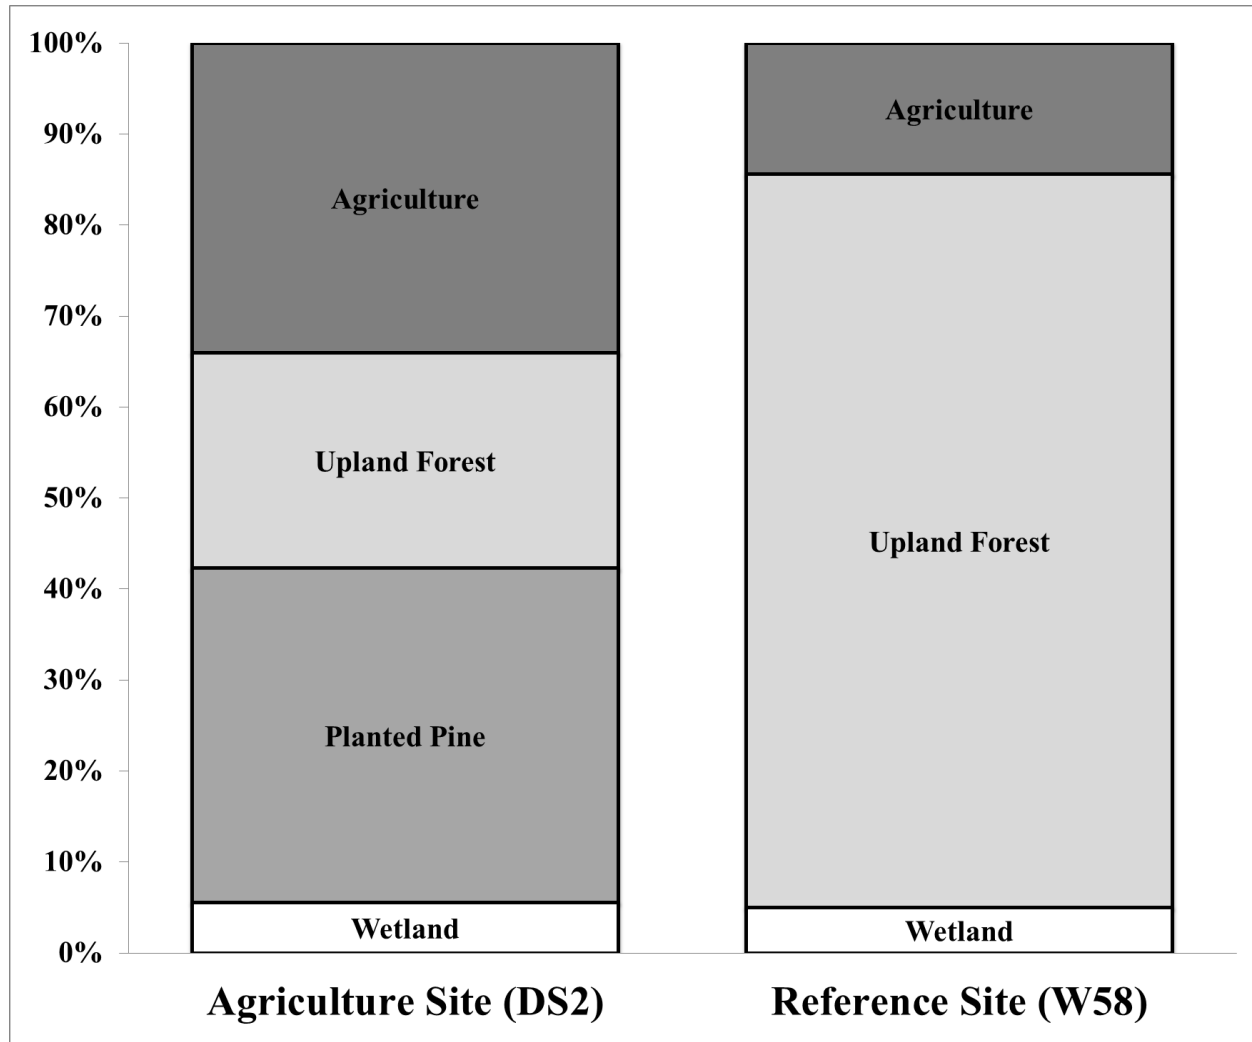 100%
90%
80%
70%
60%
50%
40%
30%
20%
10%
0%
Agriculture
Upland Forest
Planted Pine
Wetland
Agriculture
Upland Forest
Wetland
Agriculture Site (DS2)
Reference Site (W58)